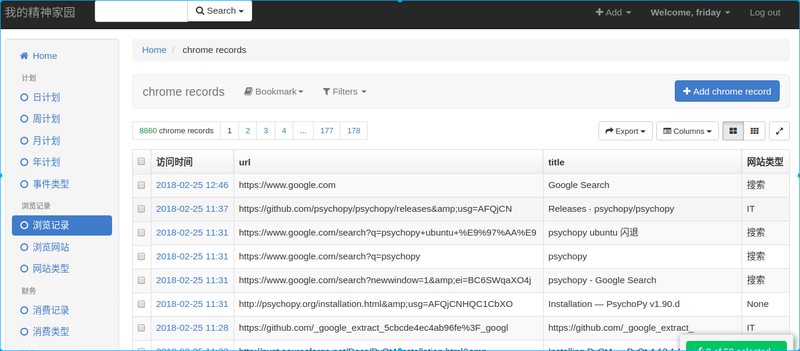 我的精神家园
Search
Add
Welcome, friday
Log out
Home
计划
日计划
周计划
月计划
年计划
事件类型
浏览记录
浏览记录
浏览网站
网站类型
财务
消费记录
消费类型
Home / chrome records
chrome records
Bookmark
Filters
Add chrome record
8860 chrome records 1 2 3 4 ... 177 178
Export
Columns
访问时间 url title 网站类型
2018-02-25 12:46 https://www.google.com Google Search 搜索
2018-02-25 11:37 https://github.com/psychopy/psychopy/releases&amp;usg=AFQjCN Releases · psychopy/psychopy IT
2018-02-25 11:31 https://www.google.com/search?q=psychopy+ubuntu+%E9%97%AA%E9 psychopy ubuntu 闪退 搜索
2018-02-25 11:31 https://www.google.com/search?q=psychopy psychopy 搜索
2018-02-25 11:31 https://www.google.com/search?newwindow=1&amp;ei=BC6SWqaXO4j psychopy - Google Search 搜索
2018-02-25 11:31 http://psychopy.org/installation.html&amp;usg=AFQjCNHQC1CbXO Installation — PsychoPy v1.90.d None
2018-02-25 11:28 https://github.com/_google_extract_5cbcde4ec4ab96fe%3F_googl https://github.com/_google_extract_ IT